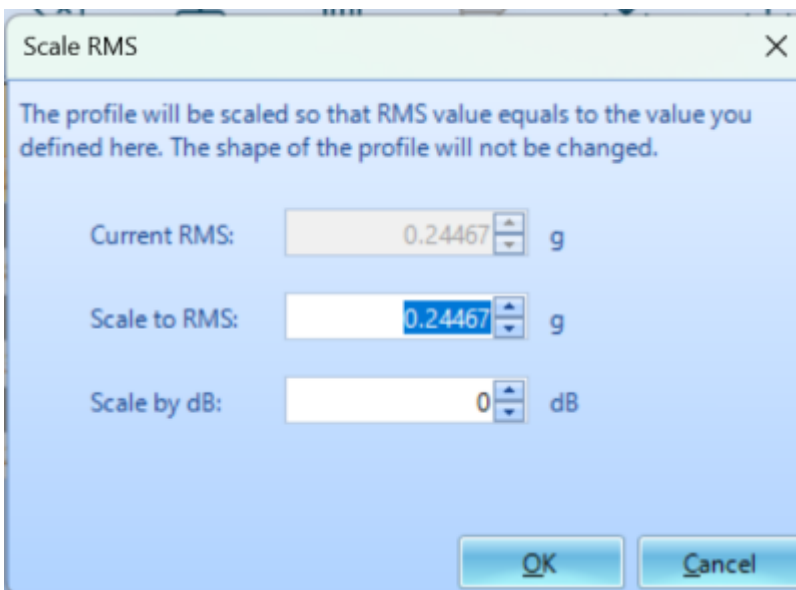 Scale RMS
The profile will be scaled so that RMS value equals to the value you
defined here. The shape of the profile will not be changed.
Current RMS: 0.24467 g
Scale to RMS: 0.24467 g
Scale by dB: 0 dB
OK Cancel